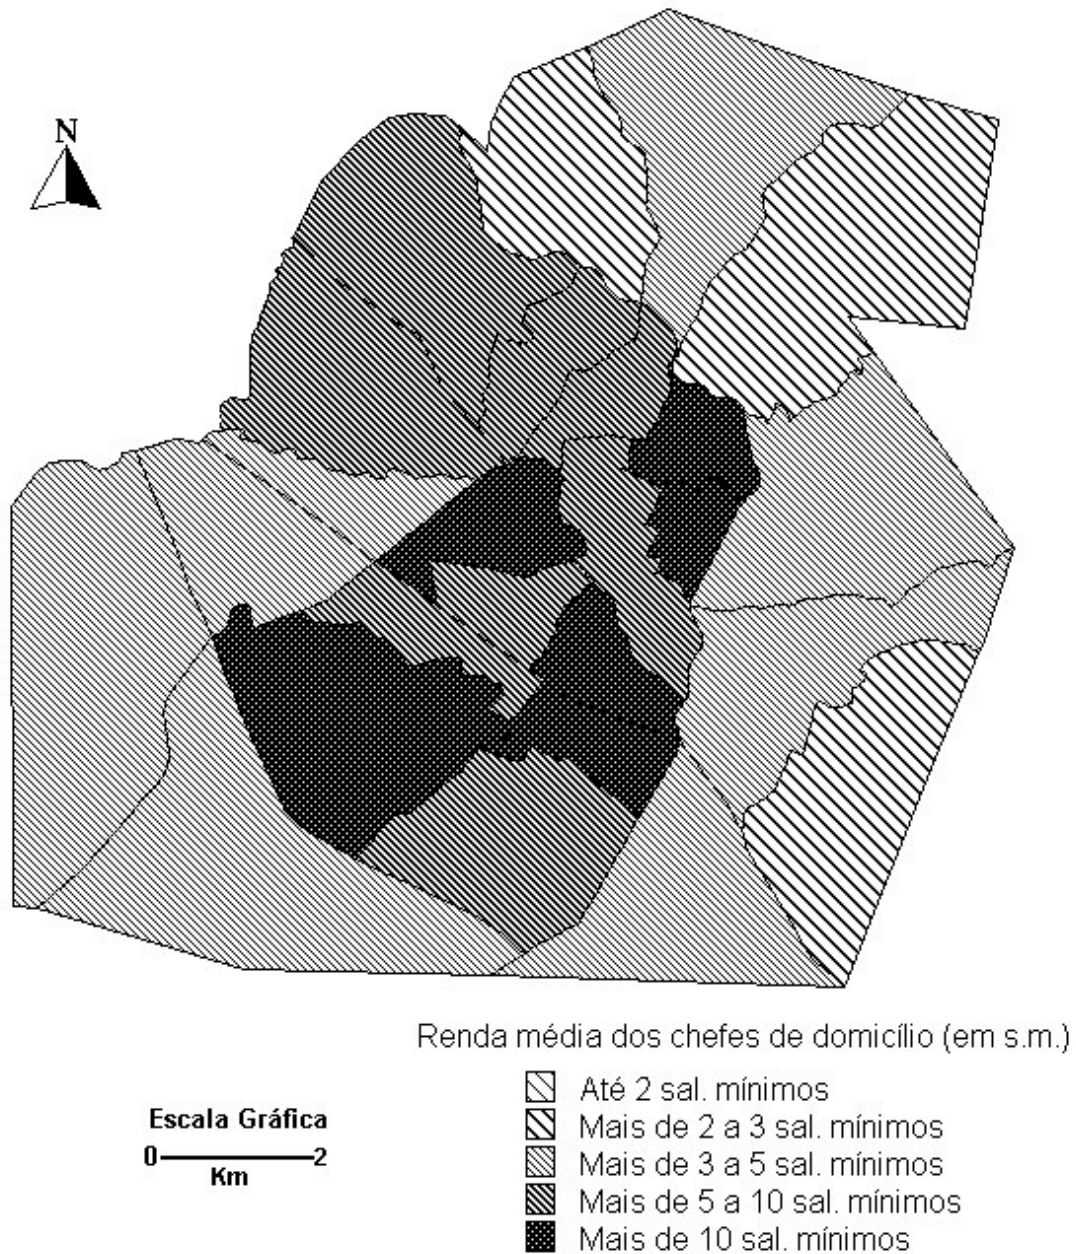 N
Renda média dos chefes de domicílio (em s.m.)
Até 2 sal. mínimos
Mais de 2 a 3 sal. mínimos
Mais de 3 a 5 sal. mínimos
Mais de 5 a 10 sal. mínimos
Mais de 10 sal. mínimos
Escala Gráfica
0 2
Km